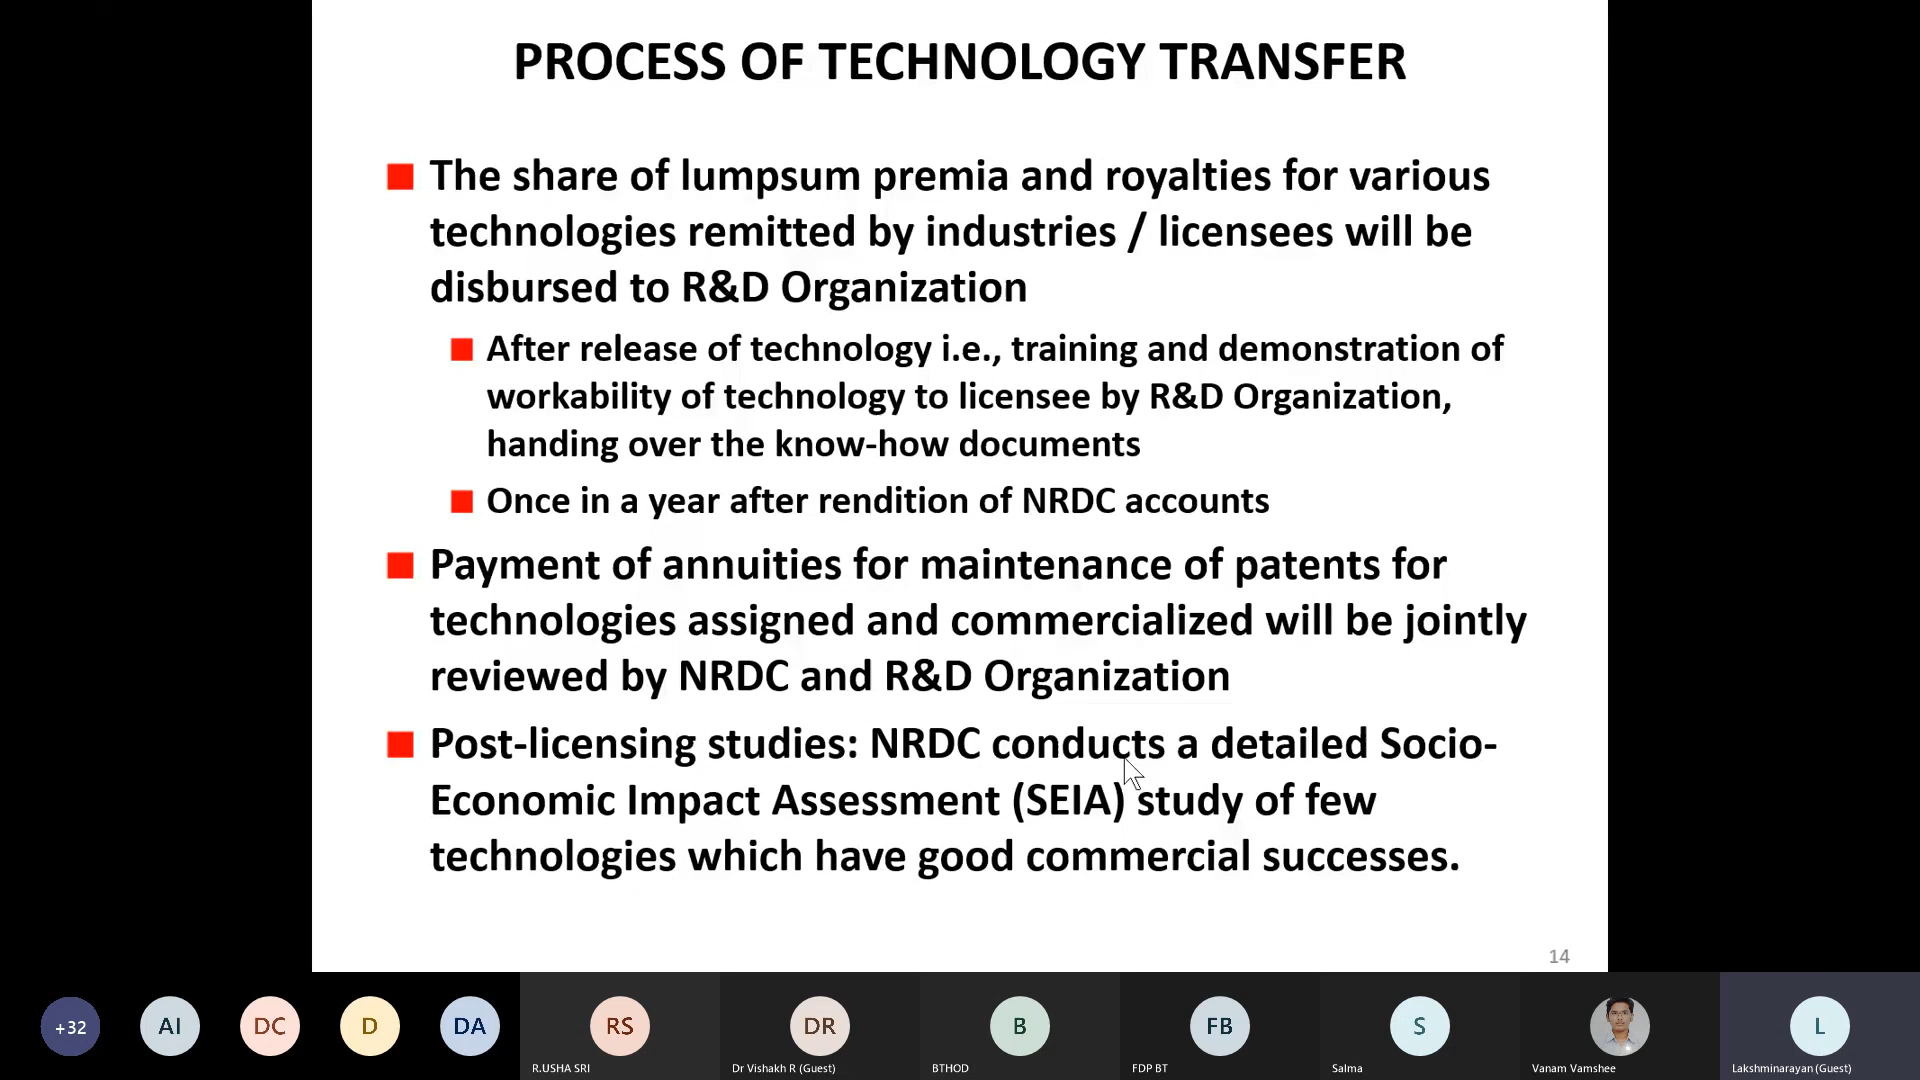 PROCESS OF TECHNOLOGY TRANSFER
The share of lumpsum premia and royalties for various
technologies remitted by industries / licensees will be
disbursed to R&D Organization
After release of technology i.e., training and demonstration of
workability of technology to licensee by R&D Organization,
handing over the know-how documents
Once in a year after rendition of NRDC accounts
Payment of annuities for maintenance of patents for
technologies assigned and commercialized will be jointly
reviewed by NRDC and R&D Organization
Post-licensing studies: NRDC conducts a detailed Socio-
Economic Impact Assessment (SEIA) study of few
technologies which have good commercial successes.
14
+32
AI
DC
D
DA
RS
DR
B
FB
S
L
R.USHA SRI
Dr Vishakh R (Guest)
BTHOD
FDP BT
Salma
Vanam Vamshee
Lakshminarayan (Guest)